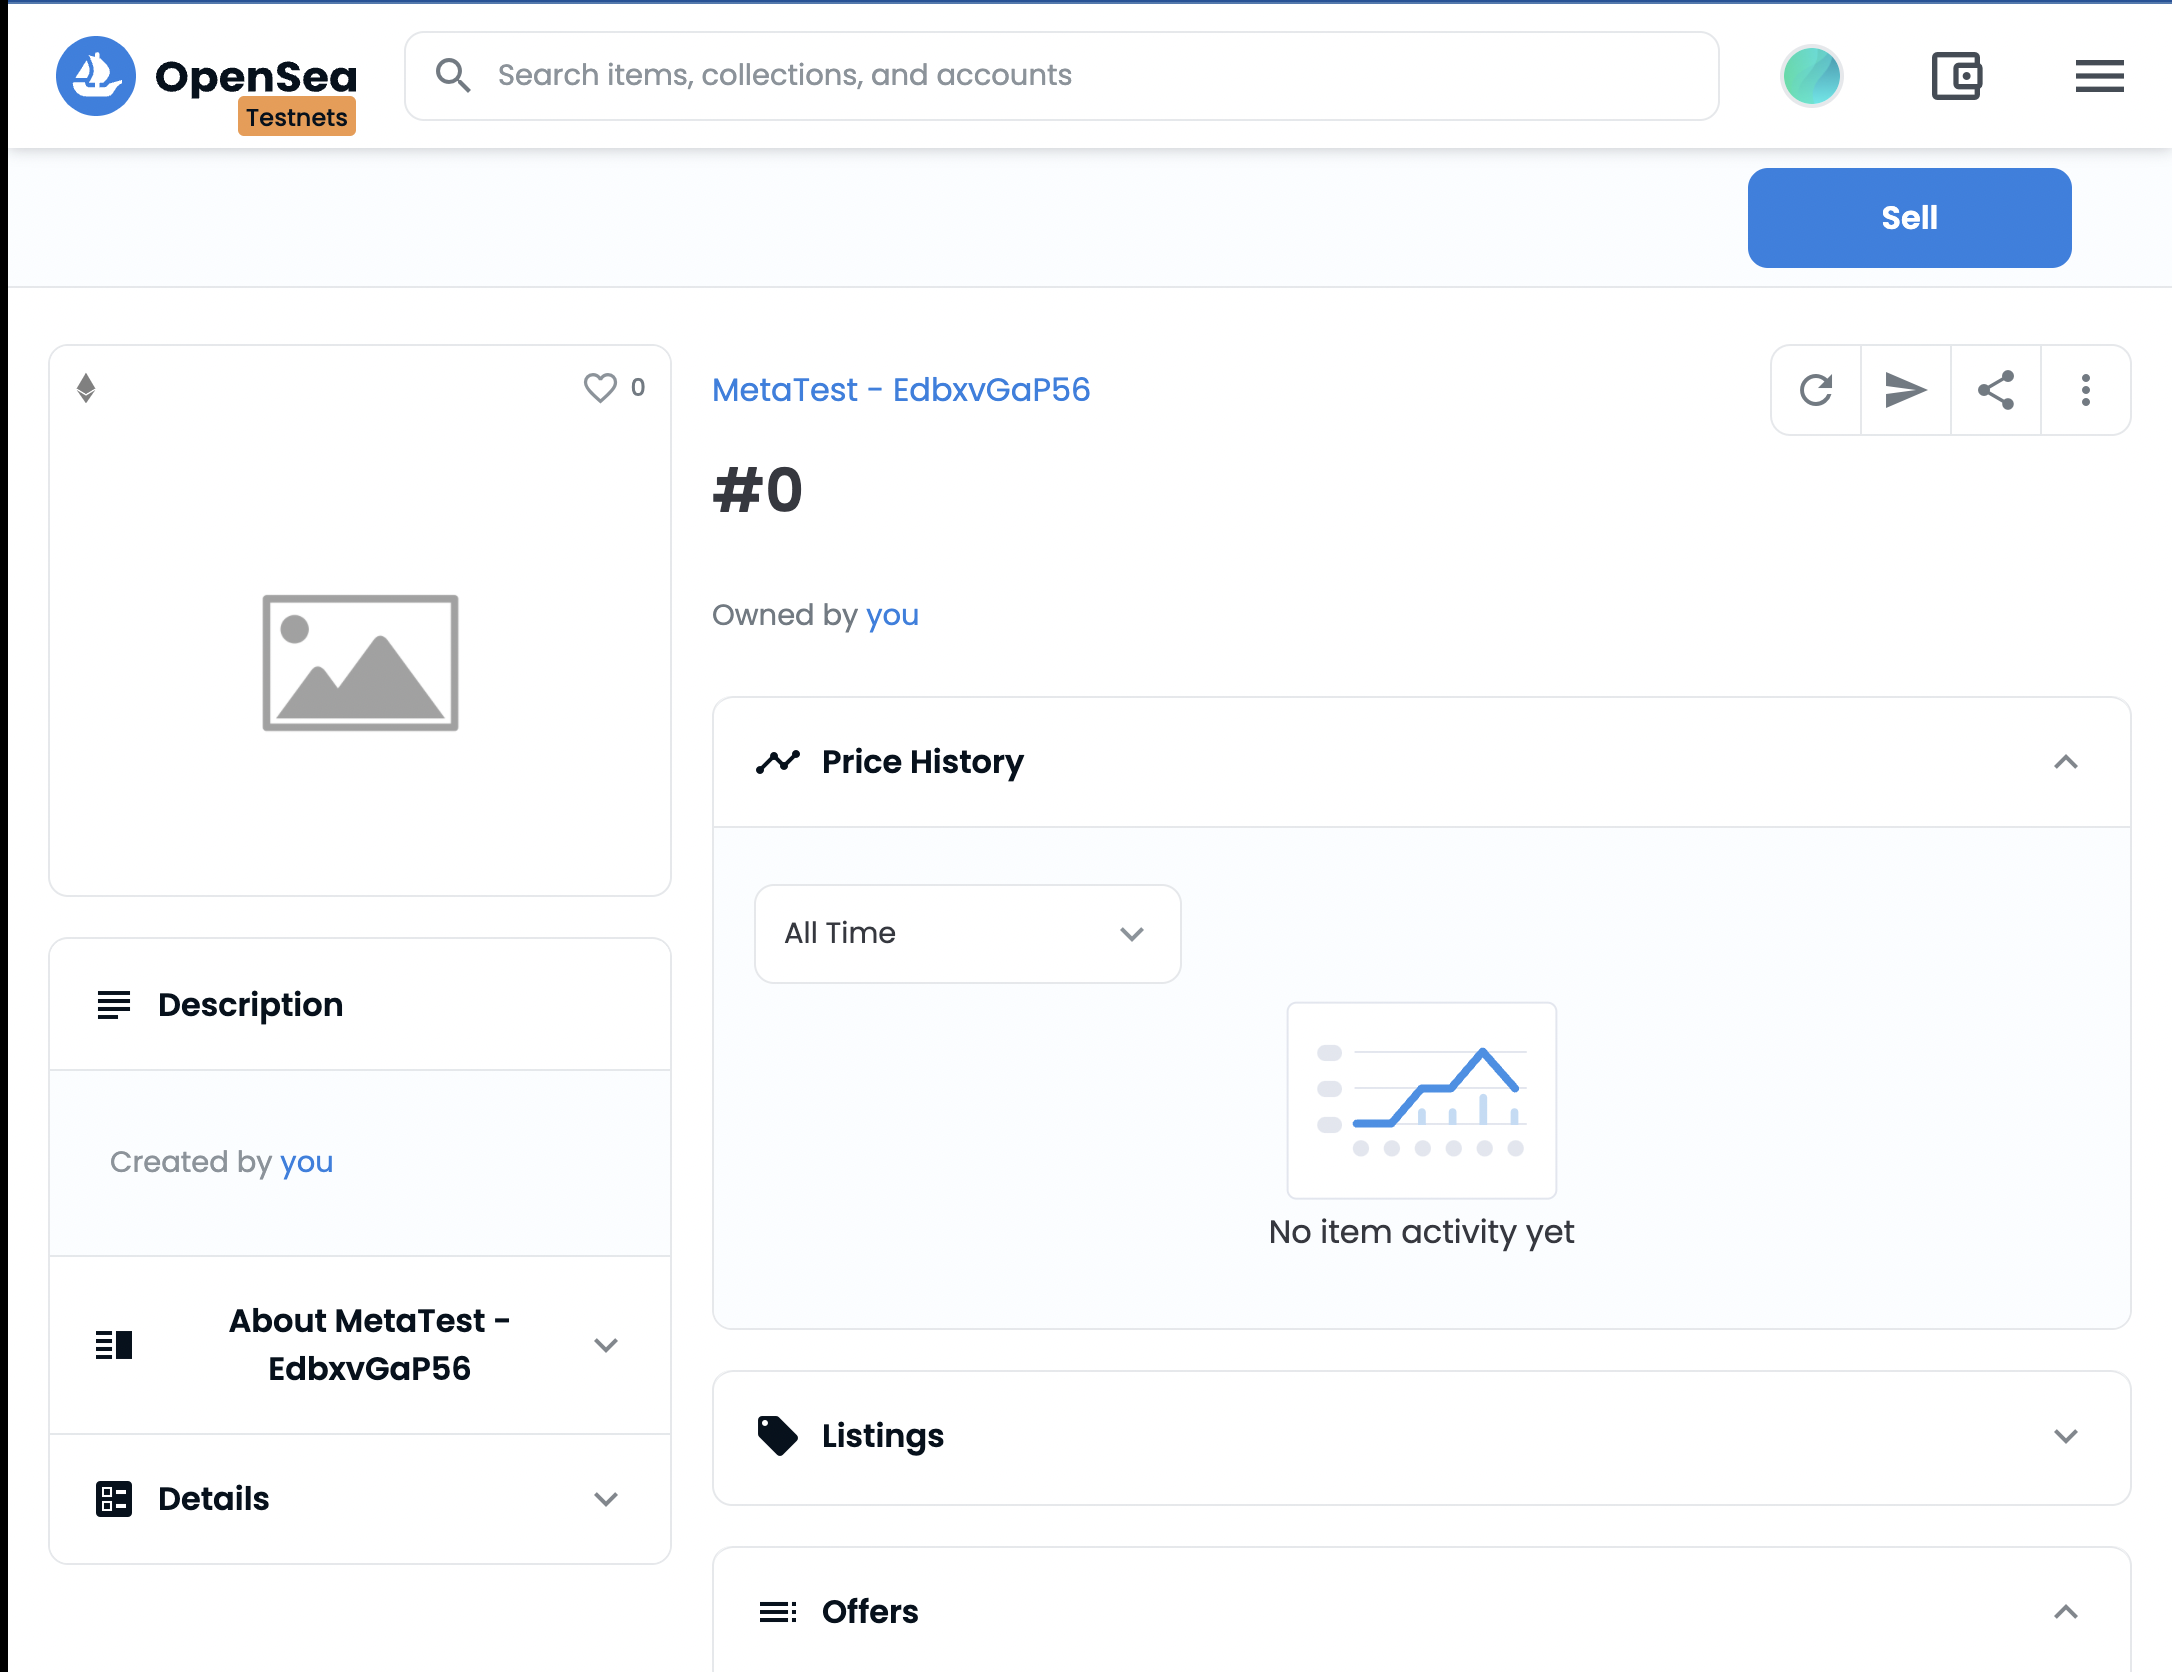 OpenSea
Testnets
Search items, collections, and accounts
Sell
0
MetaTest - EdbxvGaP56
#0
Owned by you
Price History
All Time
No item activity yet
Description
Created by you
About MetaTest -
EdbxvGaP56
Details
Listings
Offers